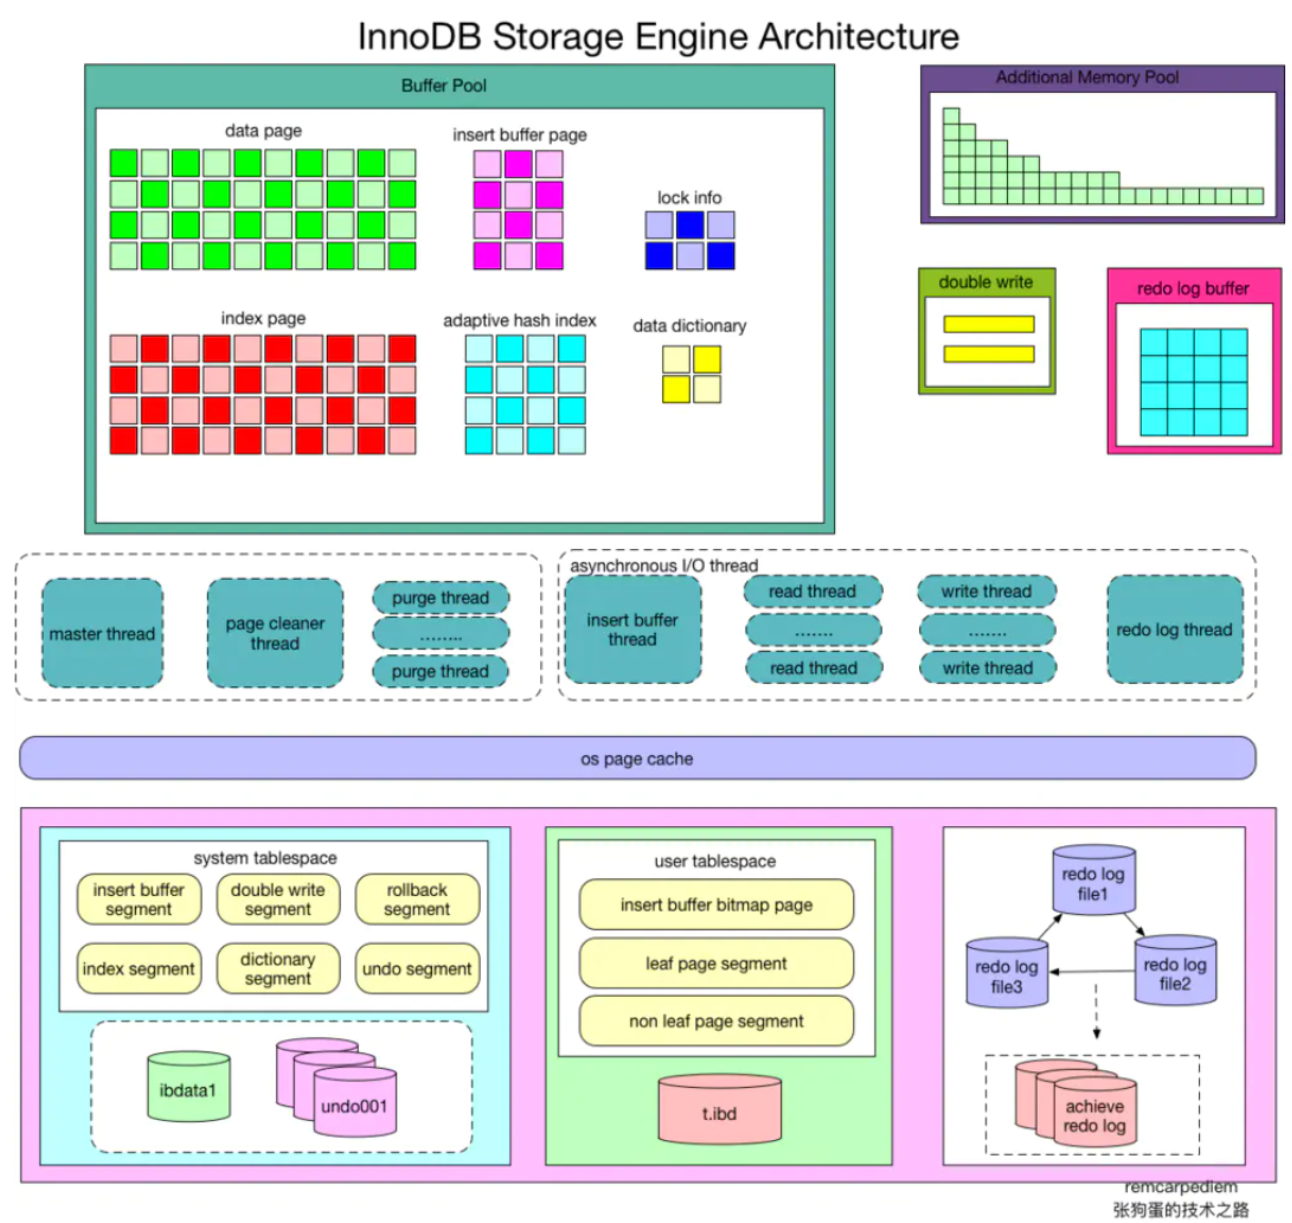 InnoDB Storage Engine Architecture
Buffer Pool
data page
insert buffer page
lock info
index page
adaptive hash index
data dictionary
Additional Memory Pool
double write
redo log buffer
master thread
page cleaner
thread
purge thread
........
purge thread
asynchronous I/O thread
insert buffer
thread
read thread
.......
read thread
write thread
.......
write thread
redo log thread
os page cache
system tablespace
insert buffer
segment
double write
segment
rollback
segment
index segment
dictionary
segment
undo segment
ibdata1
undo001
user tablespace
insert buffer bitmap page
leaf page segment
non leaf page segment
t.ibd
redo log
file1
redo log
file3
redo log
file2
achieve
redo log
remcarpediem
张狗蛋的技术之路